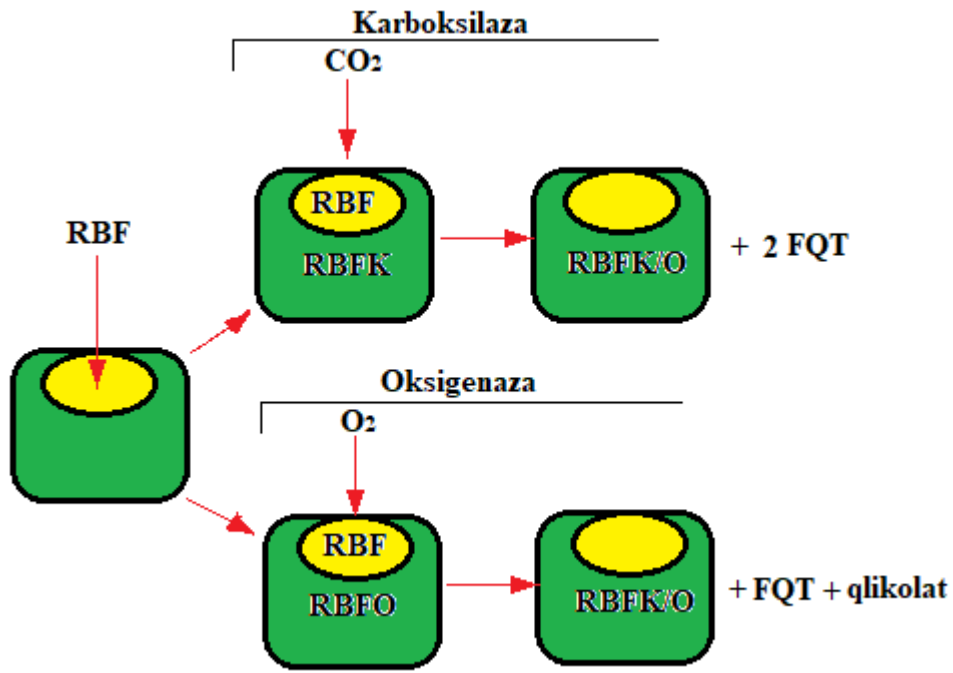 Karboksilaza
CO2
RBF
RBF
RBFK
RBFK/O
+ 2 FQT
Oksigenaza
O2
RBF
RBFO
RBFK/O
+ FQT + qlikolat